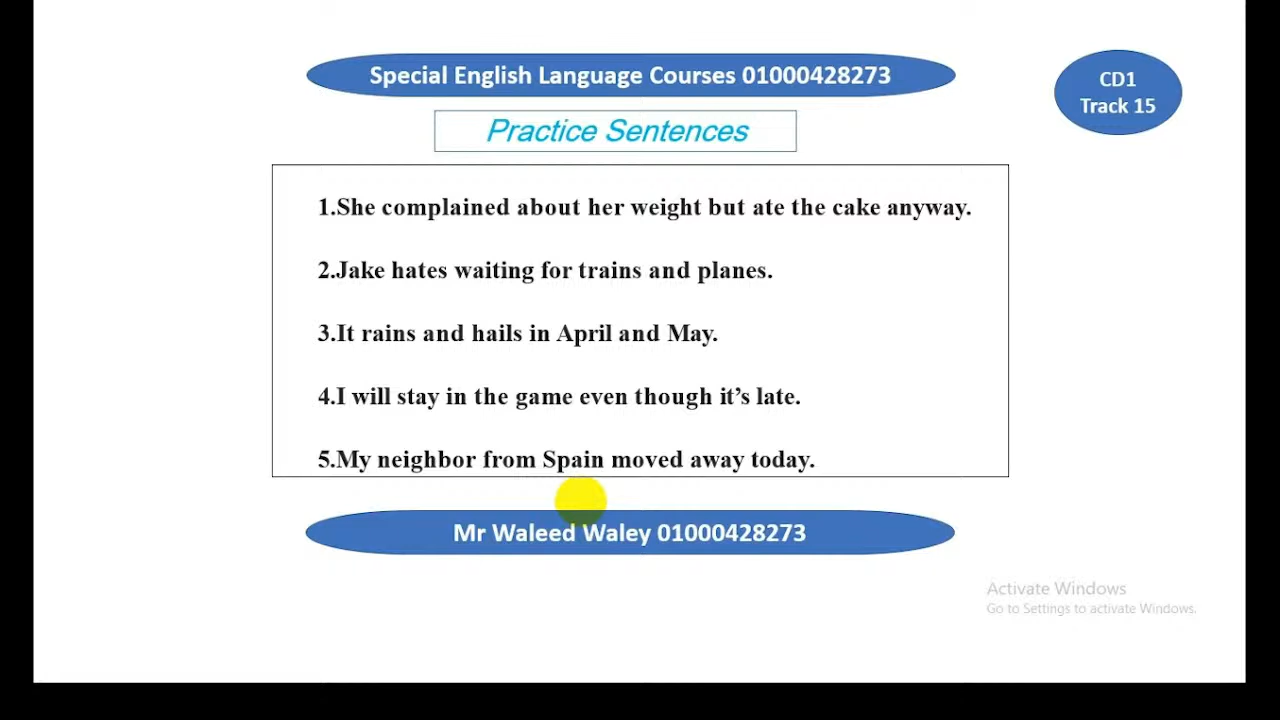 Special English Language Courses 01000428273
CD1
Track 15
Practice Sentences
1.She complained about her weight but ate the cake anyway.
2.Jake hates waiting for trains and planes.
3.It rains and hails in April and May.
4.I will stay in the game even though it’s late.
5.My neighbor from Spain moved away today.
Mr Waleed Waley 01000428273
Activate Windows
Go to Settings to activate Windows.